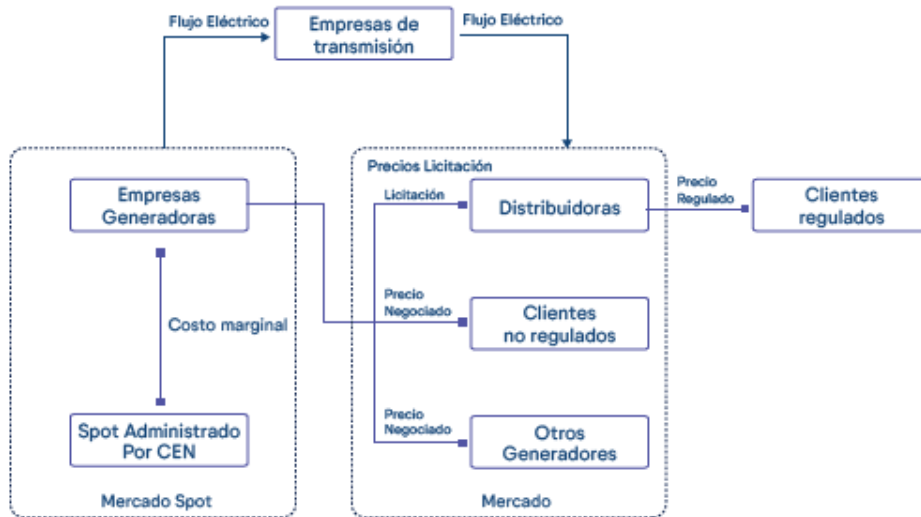 Flujo Eléctrico
Empresas de
transmisión
Flujo Eléctrico
Empresas
Generadoras
Costo marginal
Spot Administrado
Por CEN
Mercado Spot
Precios Licitación
Licitación
Distribuidoras
Precio
Regulado
Clientes
regulados
Precio
Negociado
Clientes
no regulados
Precio
Negociado
Otros
Generadores
Mercado